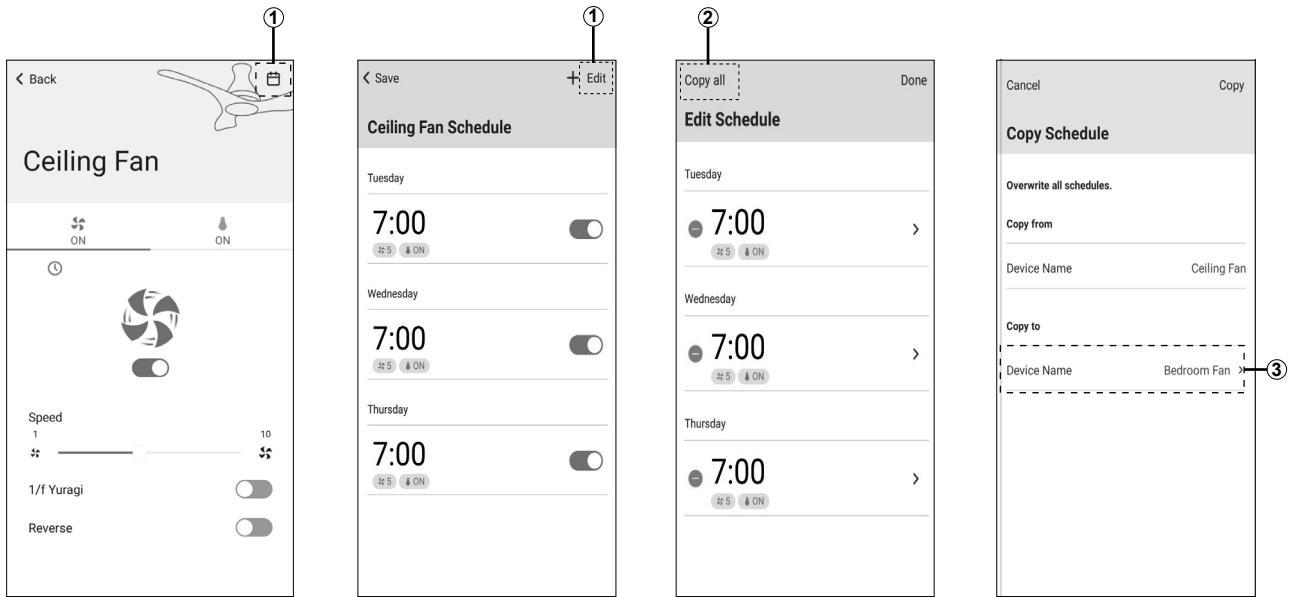 1
Back
Ceiling Fan
ON ON
Speed
1 10
1/f Yuragi
Reverse
1
Save + Edit
Ceiling Fan Schedule
Tuesday
7:00
5 ON
Wednesday
7:00
5 ON
Thursday
7:00
5 ON
2
Copy all Done
Edit Schedule
Tuesday
7:00
5 ON
Wednesday
7:00
5 ON
Thursday
7:00
5 ON
Cancel Copy
Copy Schedule
Overwrite all schedules.
Copy from
Device Name Ceiling Fan
Copy to
Device Name Bedroom Fan
3